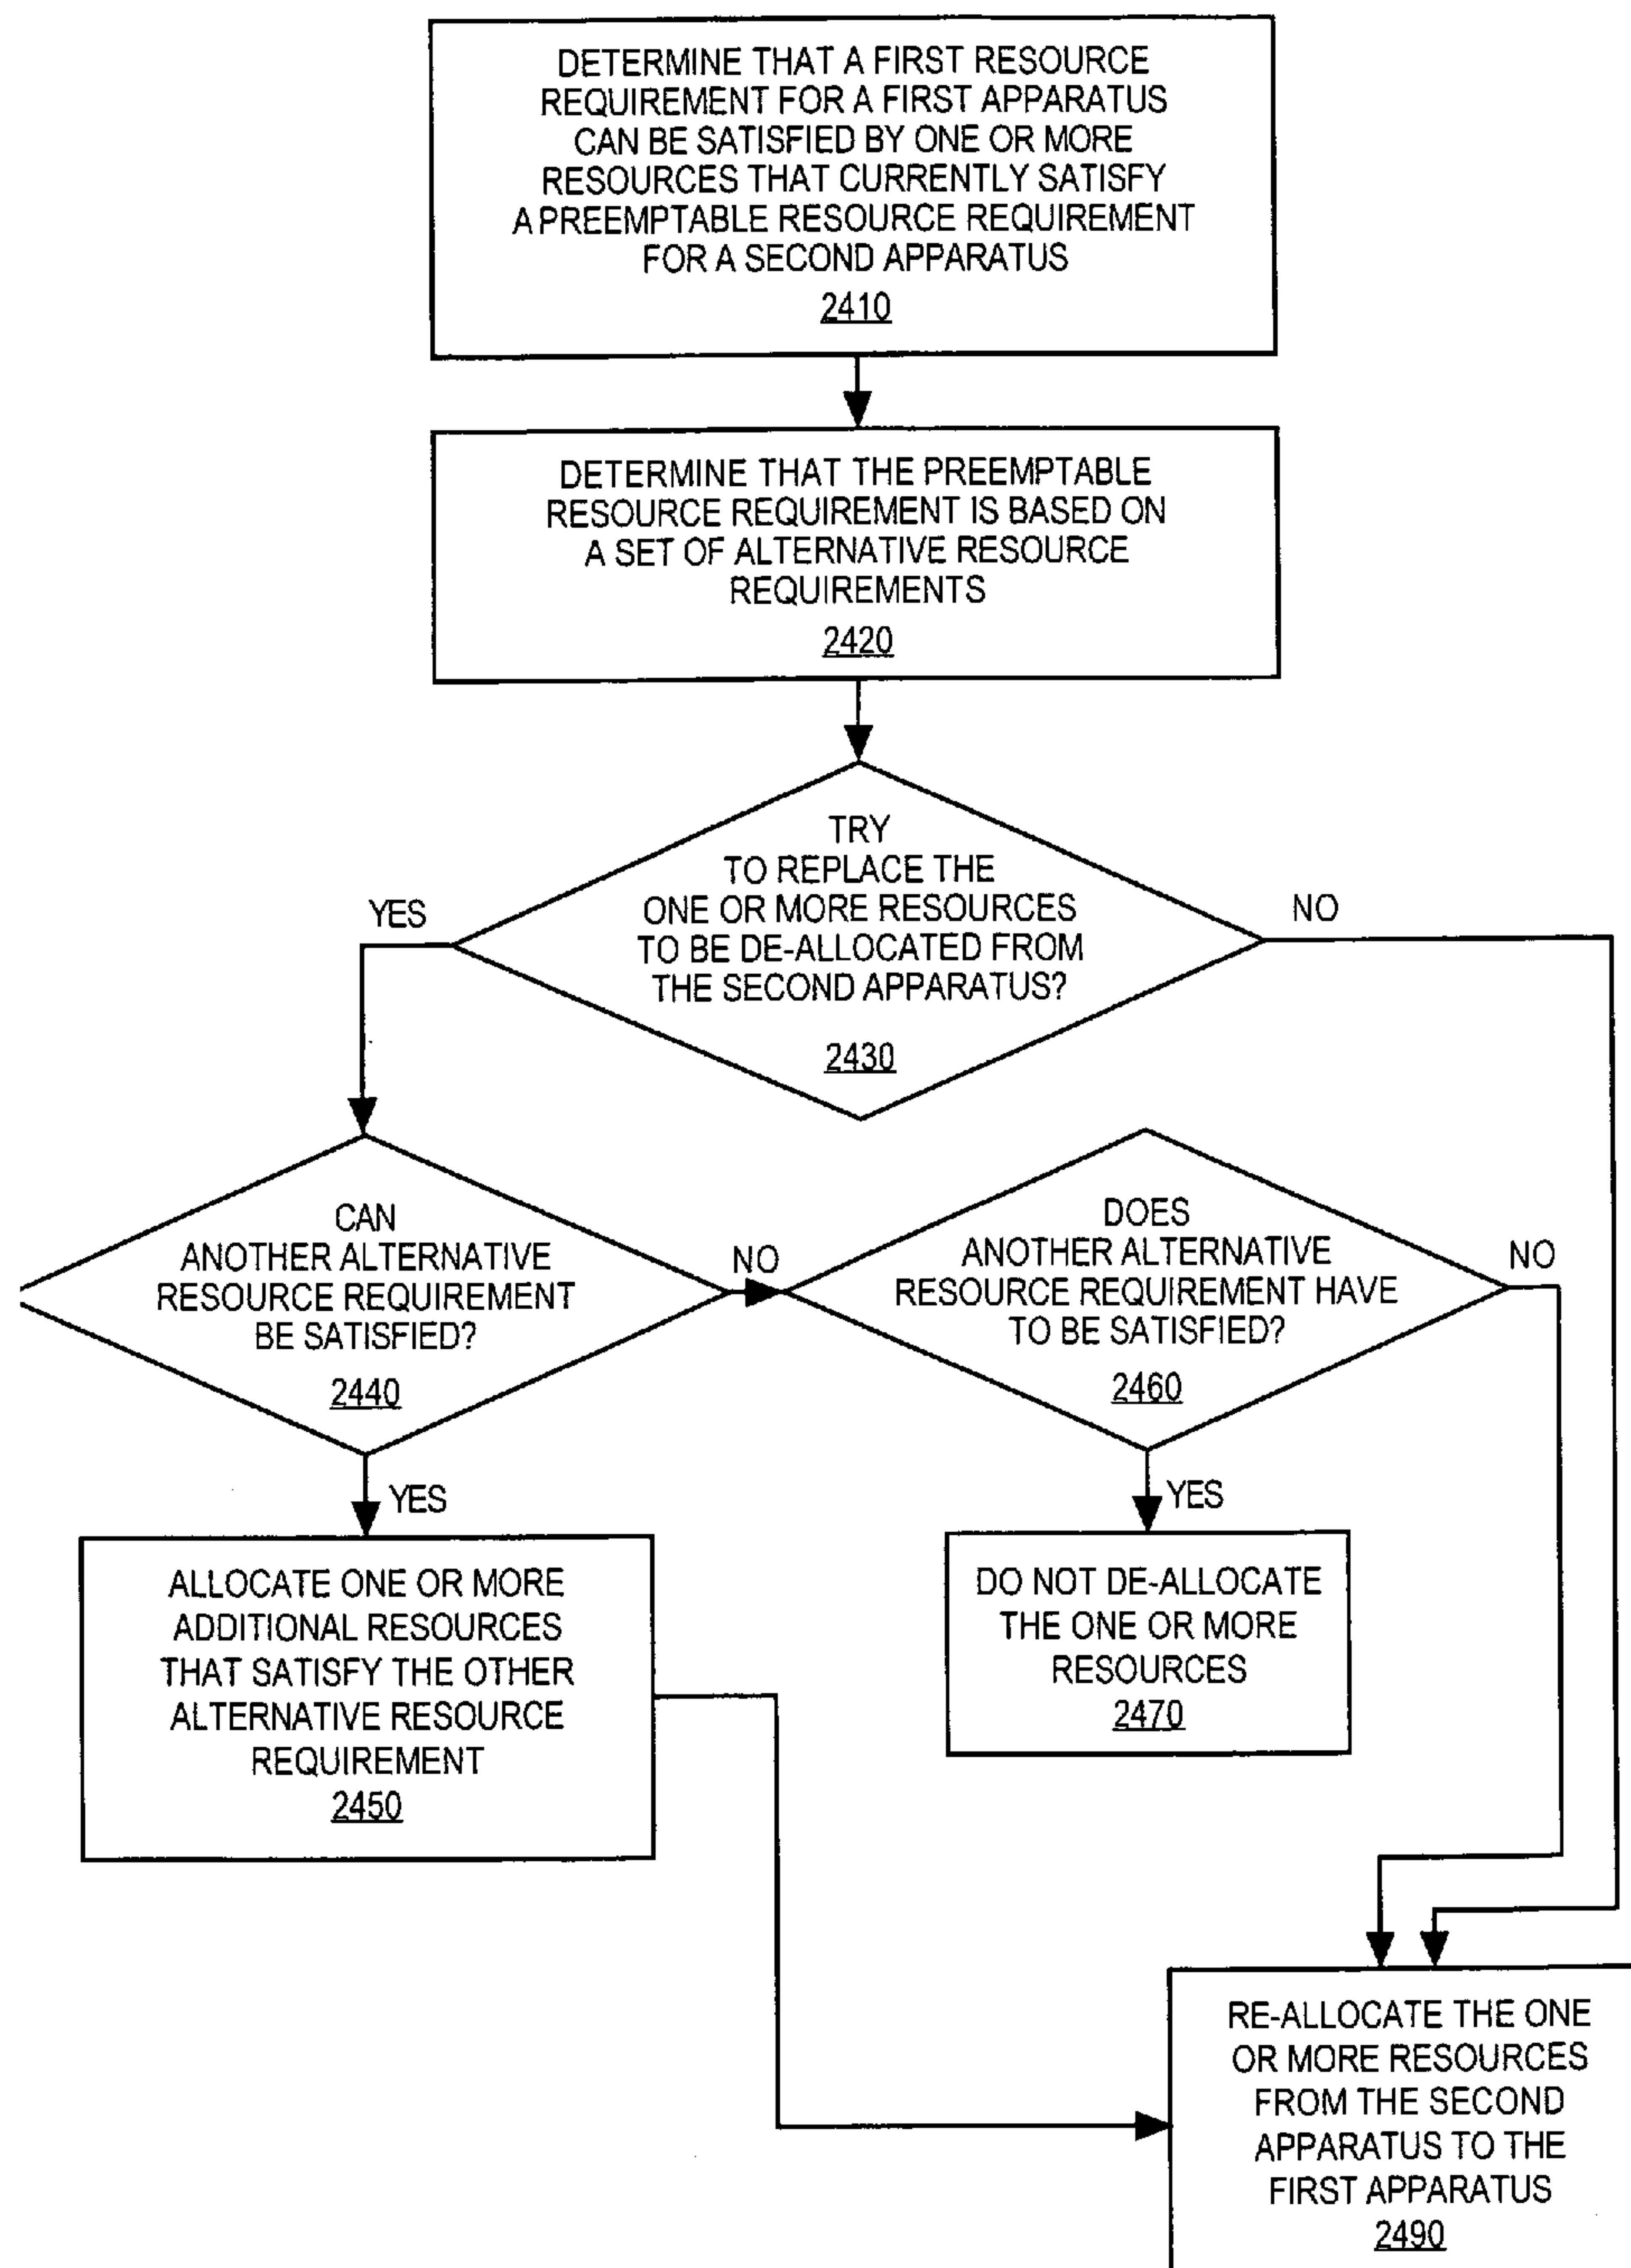 DETERMINE THAT A FIRST RESOURCE
REQUIREMENT FOR A FIRST APPARATUS
CAN BE SATISFIED BY ONE OR MORE
RESOURCES THAT CURRENTLY SATISFY
A PREEMPTABLE RESOURCE REQUIREMENT
FOR A SECOND APPARATUS
2410
DETERMINE THAT THE PREEMPTABLE
RESOURCE REQUIREMENT IS BASED ON
A SET OF ALTERNATIVE RESOURCE
REQUIREMENTS
2420
TRY
TO REPLACE THE
ONE OR MORE RESOURCES
TO BE DE-ALLOCATED FROM
THE SECOND APPARATUS?
2430
YES
NO
CAN
ANOTHER ALTERNATIVE
RESOURCE REQUIREMENT
BE SATISFIED?
2440
NO
DOES
ANOTHER ALTERNATIVE
RESOURCE REQUIREMENT HAVE
TO BE SATISFIED?
2460
NO
YES
YES
ALLOCATE ONE OR MORE
ADDITIONAL RESOURCES
THAT SATISFY THE OTHER
ALTERNATIVE RESOURCE
REQUIREMENT
2450
DO NOT DE-ALLOCATE
THE ONE OR MORE
RESOURCES
2470
RE-ALLOCATE THE ONE
OR MORE RESOURCES
FROM THE SECOND
APPARATUS TO THE
FIRST APPARATUS
2490